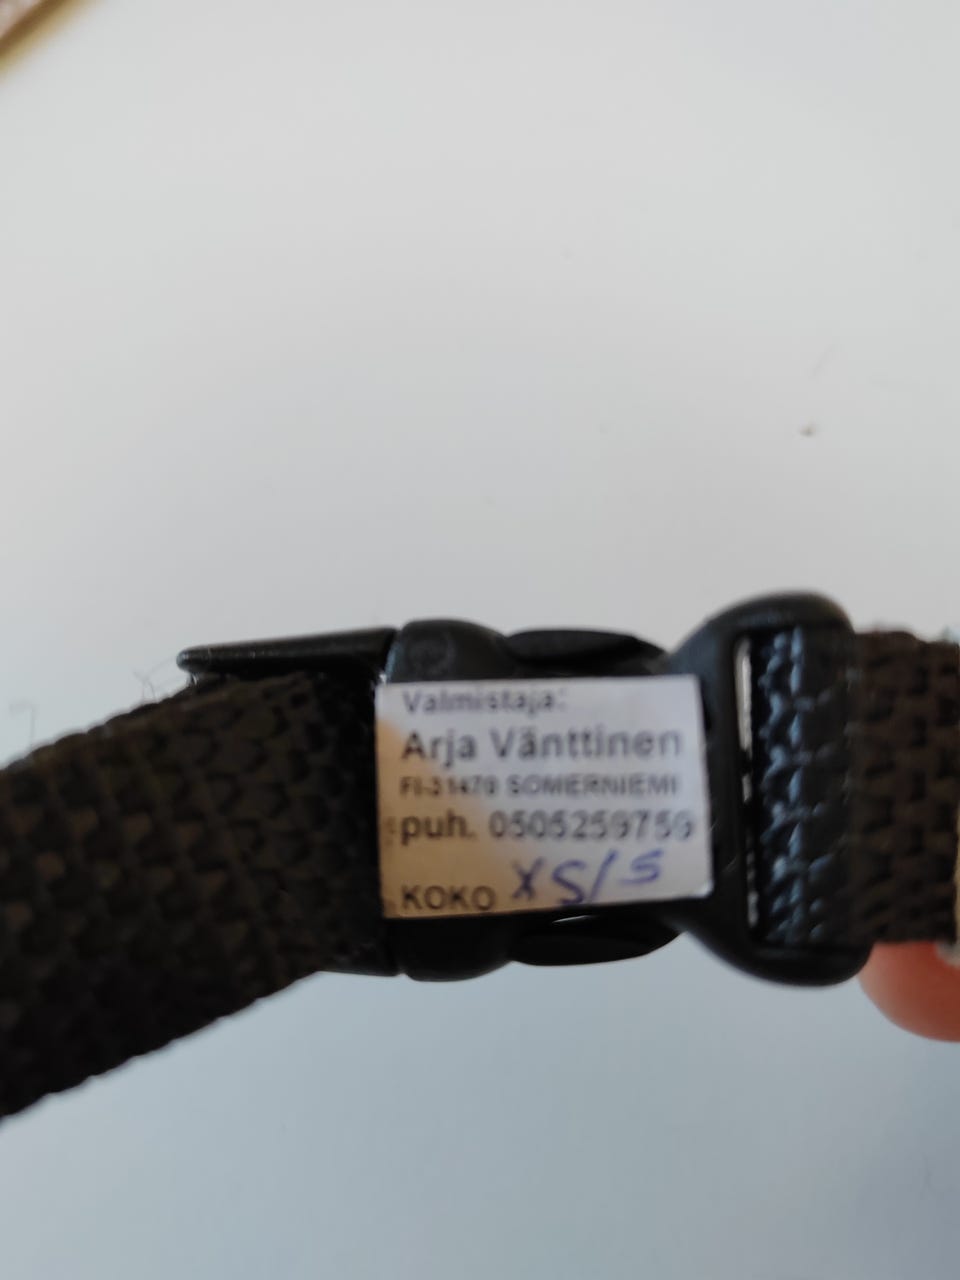 Valmistaja:
Arja Vänttinen
FI-31470 SOMERNIEMI
puh. 0505259759
KOKO XS/S